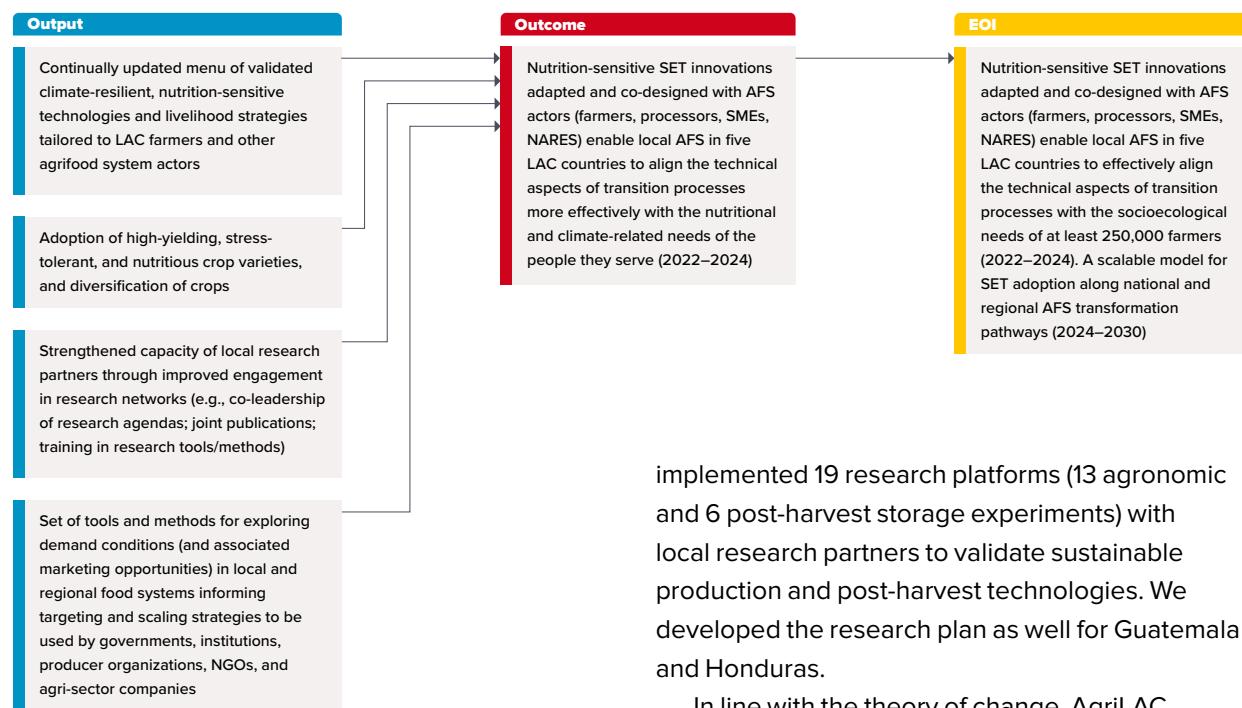 Output
Continually updated menu of validated
climate-resilient, nutrition-sensitive
technologies and livelihood strategies
tailored to LAC farmers and other
agrifood system actors
Adoption of high-yielding, stress-
tolerant, and nutritious crop varieties,
and diversification of crops
Strengthened capacity of local research
partners through improved engagement
in research networks (e.g., co-leadership
of research agendas; joint publications;
training in research tools/methods)
Set of tools and methods for exploring
demand conditions (and associated
marketing opportunities) in local and
regional food systems informing
targeting and scaling strategies to be
used by governments, institutions,
producer organizations, NGOs, and
agri-sector companies
Outcome
Nutrition-sensitive SET innovations
adapted and co-designed with AFS
actors (farmers, processors, SMEs,
NARES) enable local AFS in five
LAC countries to align the technical
aspects of transition processes
more effectively with the nutritional
and climate-related needs of the
people they serve (2022–2024)
EOI
Nutrition-sensitive SET innovations
adapted and co-designed with AFS
actors (farmers, processors, SMEs,
NARES) enable local AFS in five
LAC countries to effectively align
the technical aspects of transition
processes with the socioecological
needs of at least 250,000 farmers
(2022–2024). A scalable model for
SET adoption along national and
regional AFS transformation
pathways (2024–2030)
implemented 19 research platforms (13 agronomic
and 6 post-harvest storage experiments) with
local research partners to validate sustainable
production and post-harvest technologies. We
developed the research plan as well for Guatemala
and Honduras.
In line with the theory of change, AgriLAC